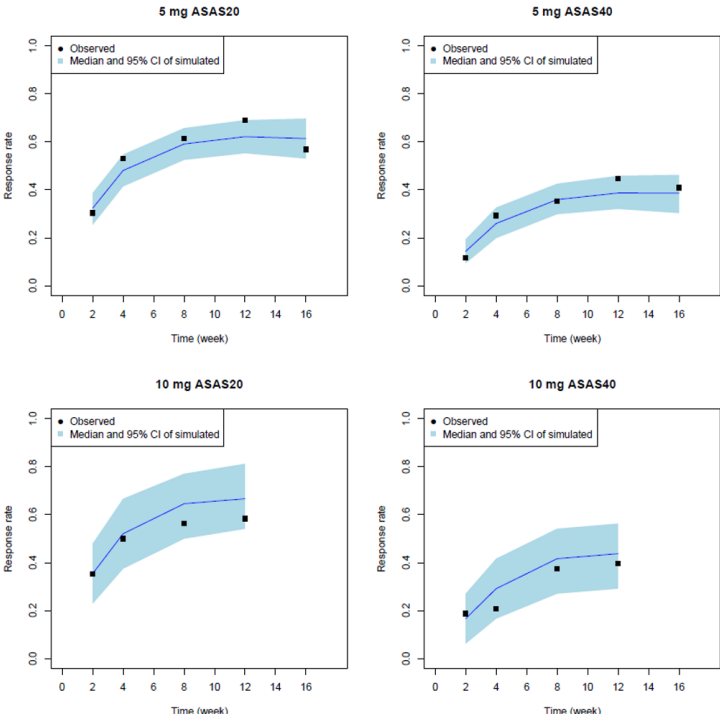 5 mg ASAS20
5 mg ASAS40
Response rate
0.0 0.2 0.4 0.6 0.8 1.0
Observed
Median and 95% CI of simulated
0 2 4 6 8 10 12 14 16
Time (week)
Response rate
0.0 0.2 0.4 0.6 0.8 1.0
Observed
Median and 95% CI of simulated
0 2 4 6 8 10 12 14 16
Time (week)
10 mg ASAS20
10 mg ASAS40
Response rate
0.0 0.2 0.4 0.6 0.8 1.0
Observed
Median and 95% CI of simulated
0 2 4 6 8 10 12 14 16
Time (week)
Response rate
0.0 0.2 0.4 0.6 0.8 1.0
Observed
Median and 95% CI of simulated
0 2 4 6 8 10 12 14 16
Time (week)